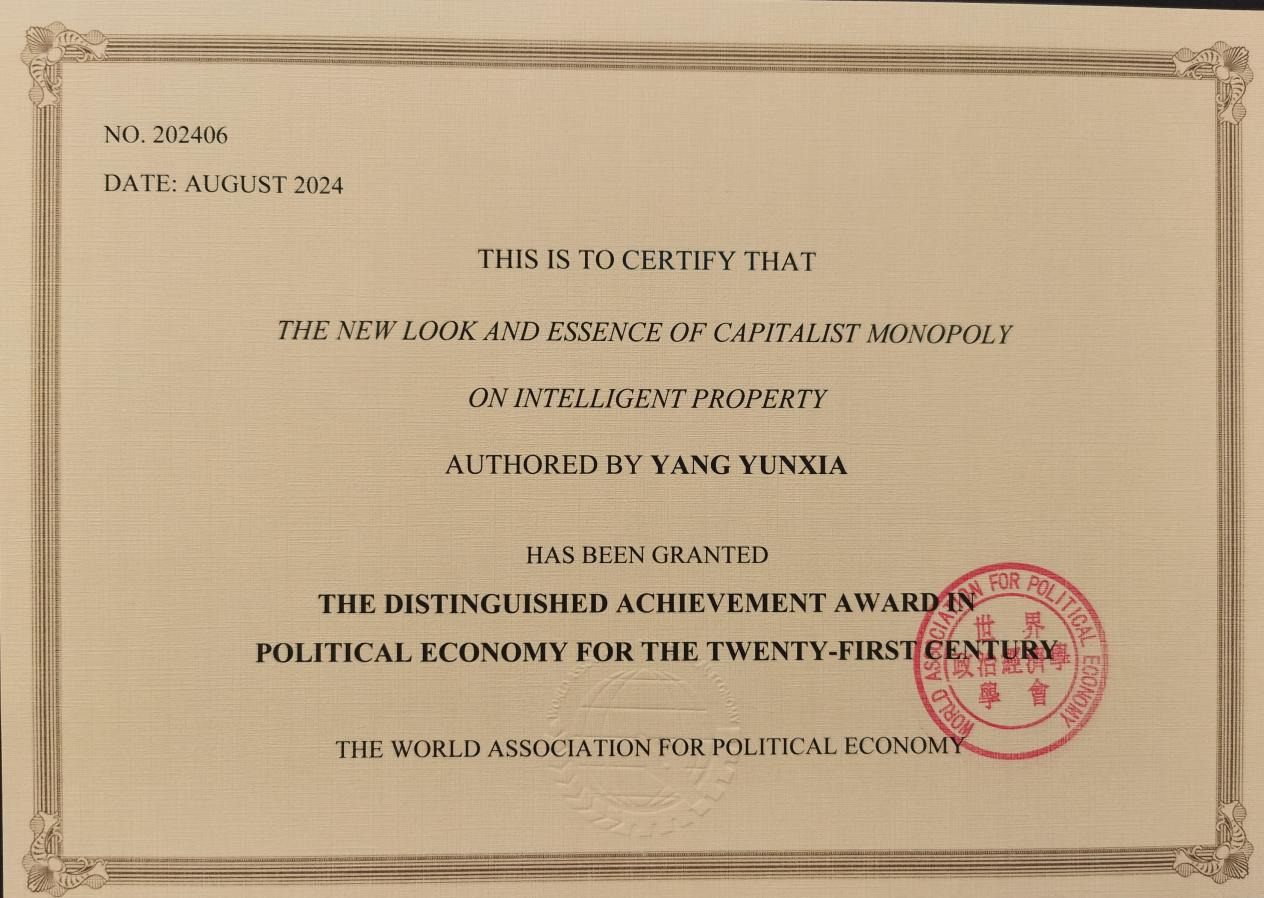 NO. 202406
DATE: AUGUST 2024
THIS IS TO CERTIFY THAT
THE NEW LOOK AND ESSENCE OF CAPITALIST MONOPOLY
ON INTELLIGENT PROPERTY
AUTHORED BY YANG YUNXIA
HAS BEEN GRANTED
THE DISTINGUISHED ACHIEVEMENT AWARD IN
POLITICAL ECONOMY FOR THE TWENTY-FIRST CENTURY
THE WORLD ASSOCIATION FOR POLITICAL ECONOMY
WORLD ASSOCIATION FOR POLITICAL ECONOMY
世界
政治經濟學
學會